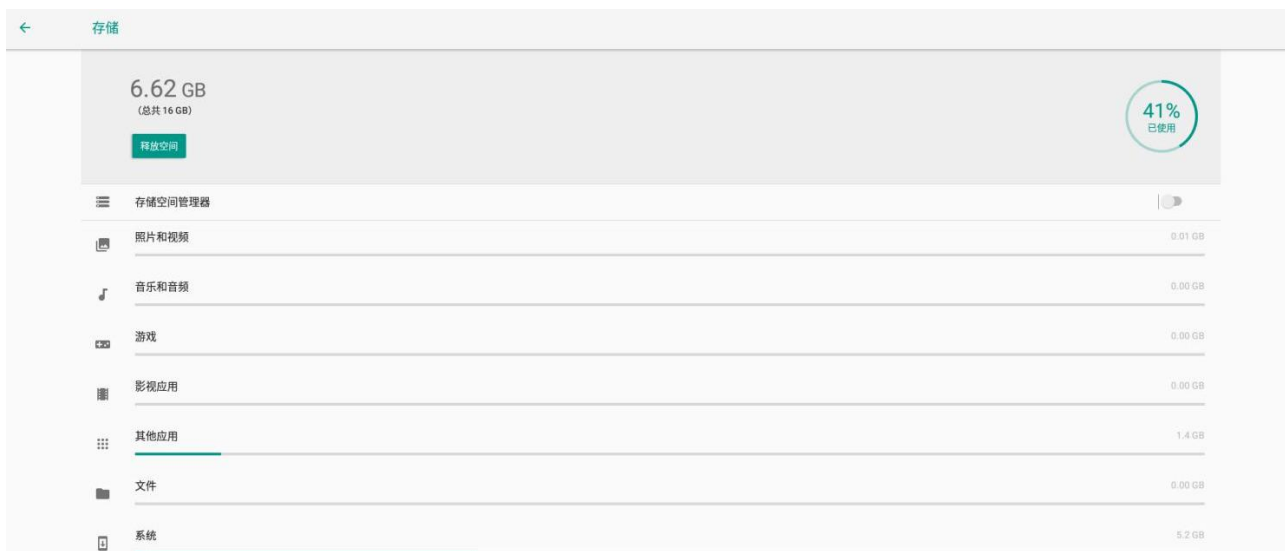 存储
6.62 GB
(总共 16 GB)
41%
已使用
释放空间
存储空间管理器
照片和视频 0.01 GB
音乐和音频 0.00 GB
游戏 0.00 GB
影视应用 0.00 GB
其他应用 1.4 GB
文件 0.00 GB
系统 5.2 GB